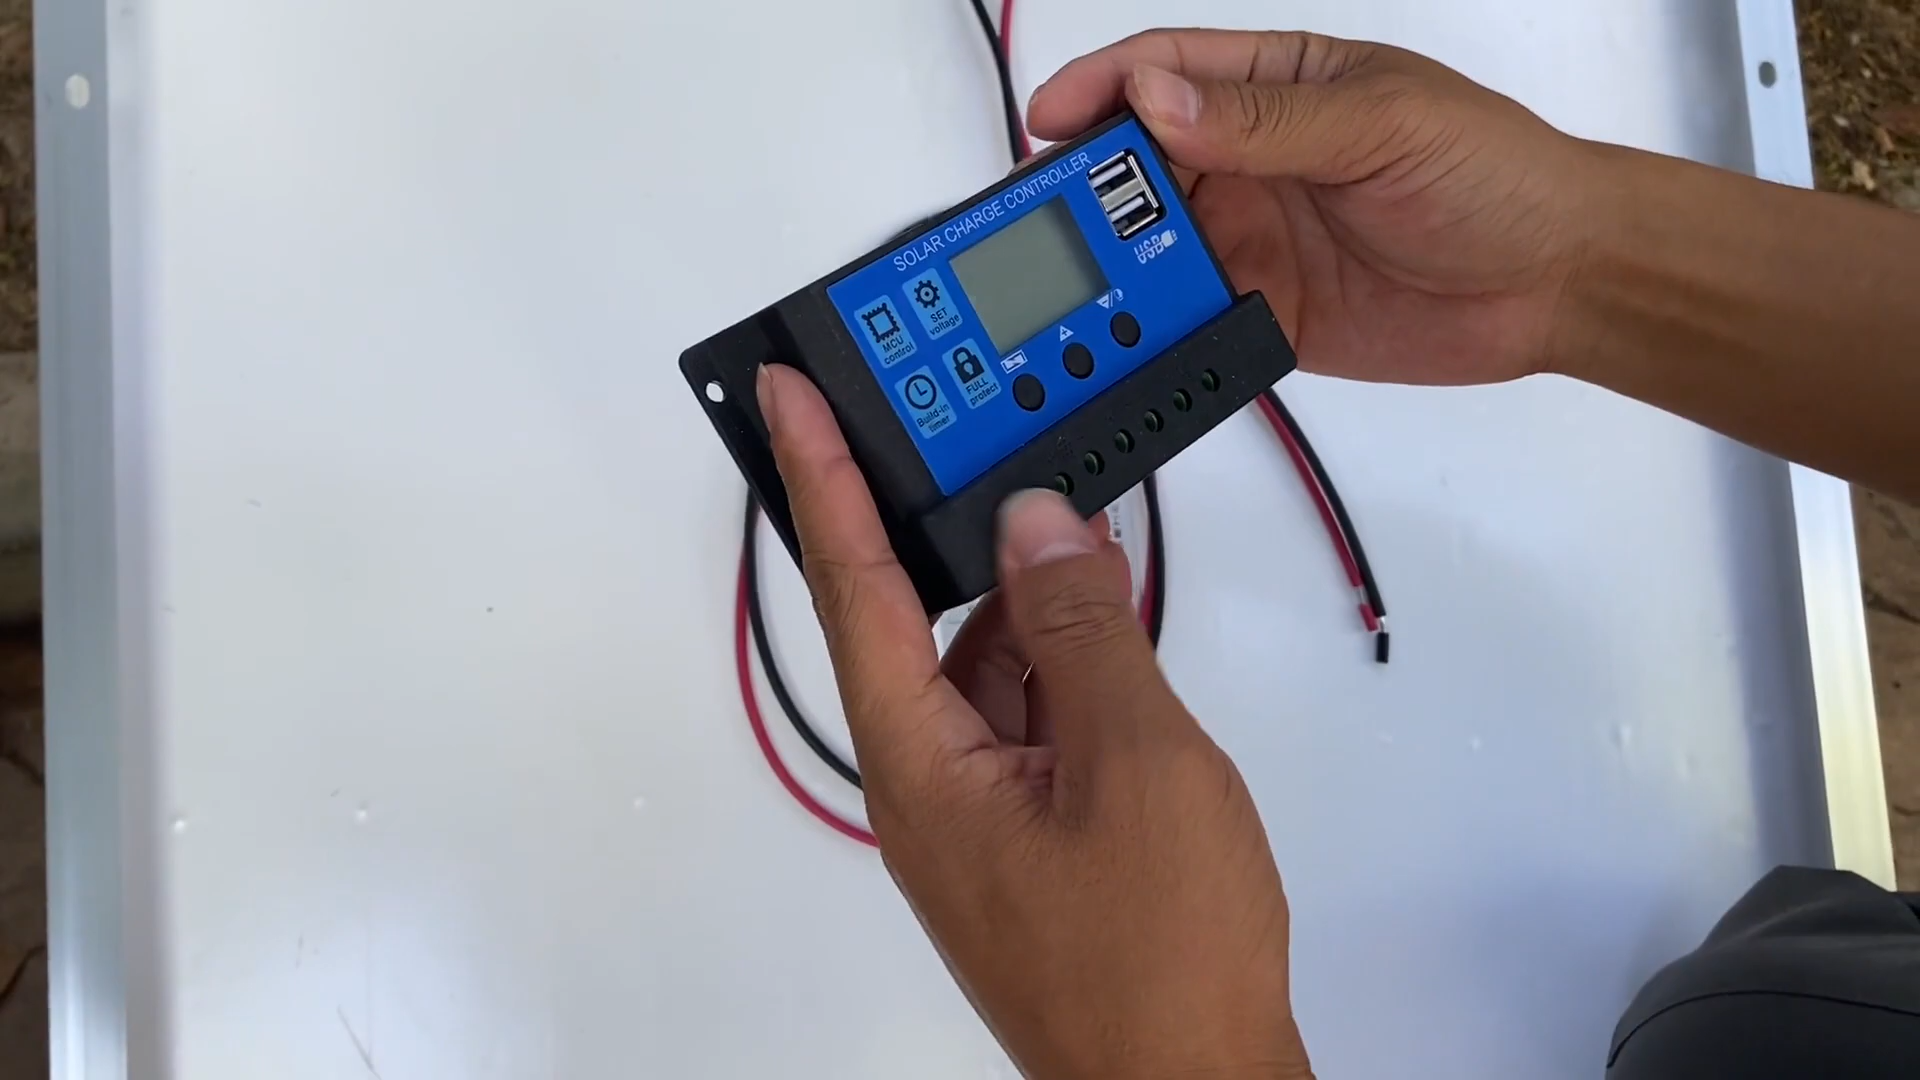 SOLAR CHARGE CONTROLLER
USB
SET
voltage
MCU
control
FULL
protect
Build-in
timer